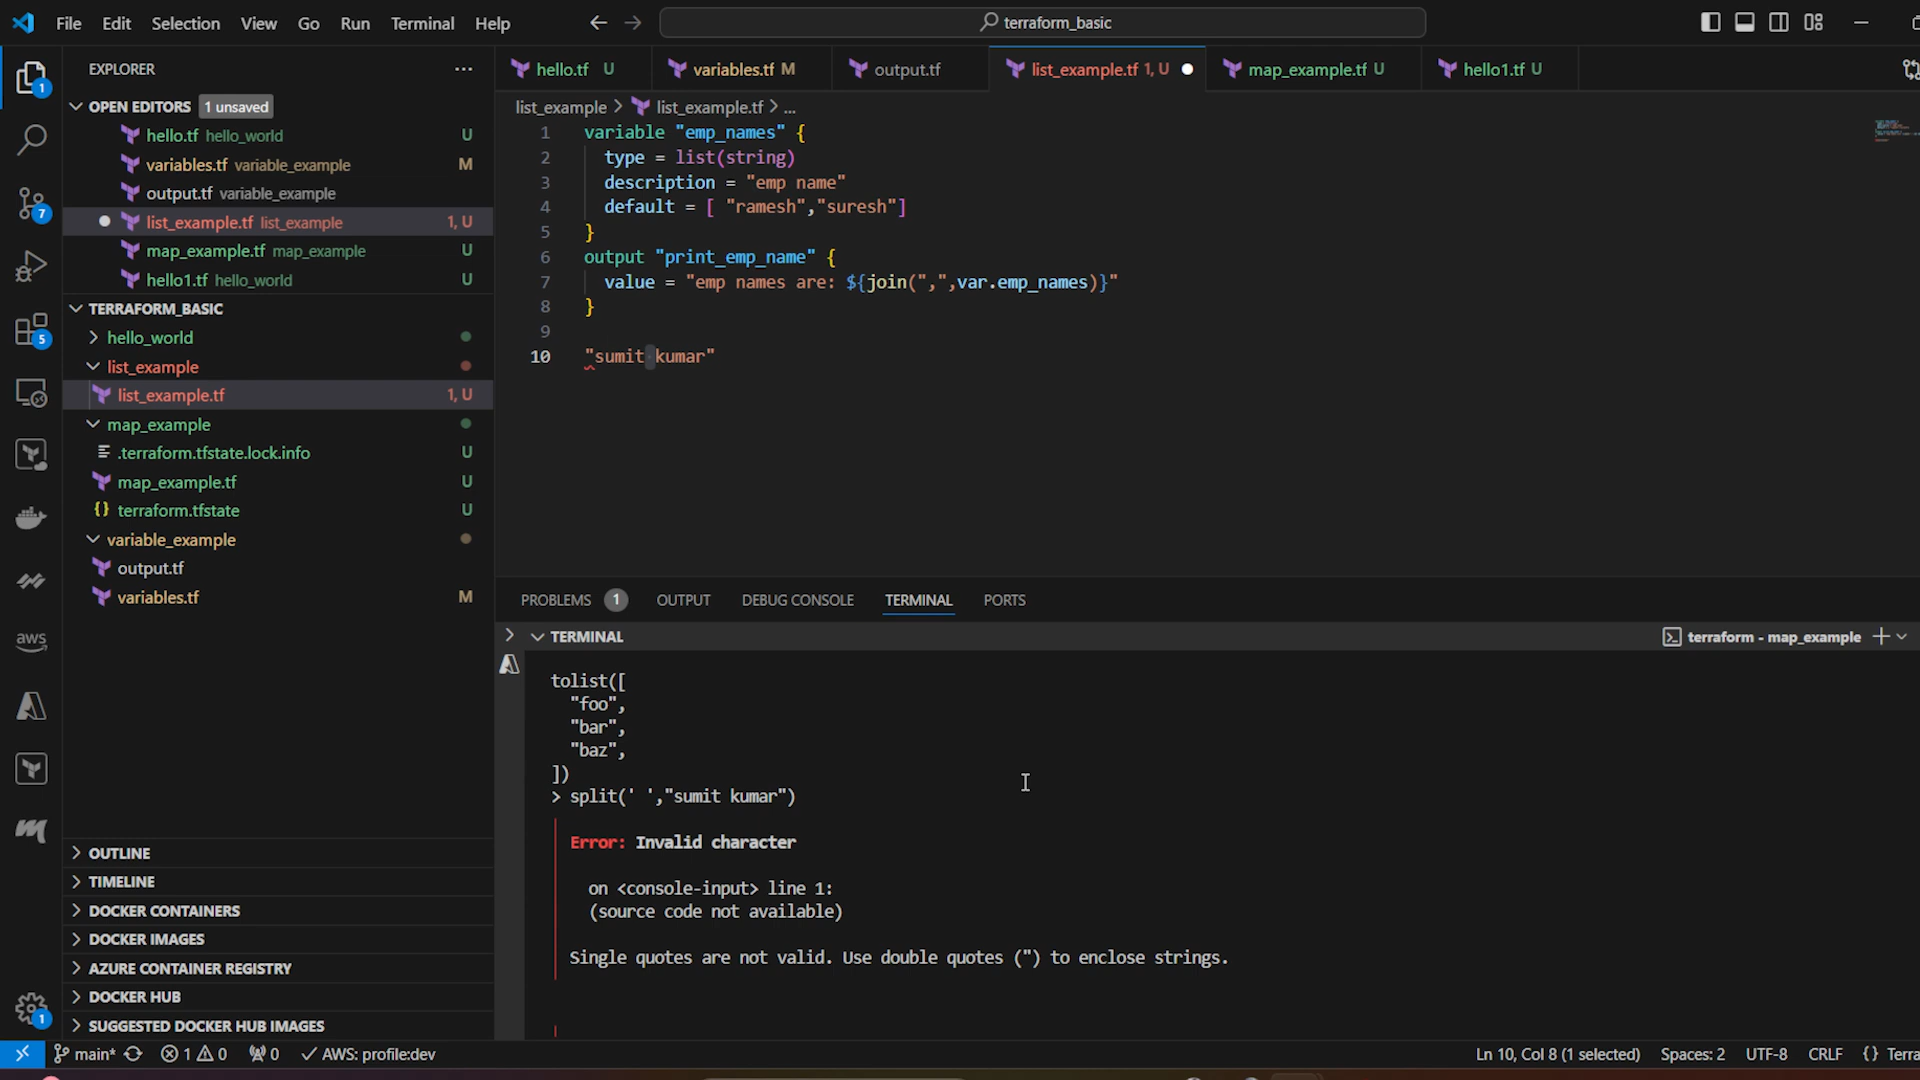 File Edit Selection View Go Run Terminal Help
terraform_basic
EXPLORER
OPEN EDITORS 1 unsaved
hello.tf hello_world U
variables.tf variable_example M
output.tf variable_example
list_example.tf list_example 1, U
map_example.tf map_example U
hello1.tf hello_world U
TERRAFORM_BASIC
hello_world
list_example
list_example.tf 1, U
map_example
.terraform.tfstate.lock.info U
map_example.tf U
{} terraform.tfstate U
variable_example
output.tf
variables.tf M
OUTLINE
TIMELINE
DOCKER CONTAINERS
DOCKER IMAGES
AZURE CONTAINER REGISTRY
DOCKER HUB
SUGGESTED DOCKER HUB IMAGES
1
7
5
aws
1
hello.tf U variables.tf M output.tf list_example.tf 1, U map_example.tf U hello1.tf U
list_example > list_example.tf > ...
1 variable "emp_names" {
2 type = list(string)
3 description = "emp name"
4 default = [ "ramesh","suresh"]
5 }
6 output "print_emp_name" {
7 value = "emp names are: ${join(",",var.emp_names)}"
8 }
9
10 "sumit kumar"
PROBLEMS 1 OUTPUT DEBUG CONSOLE TERMINAL PORTS
TERMINAL terraform - map_example
tolist([
"foo",
"bar",
"baz",
])
> split(' ',"sumit kumar")
Error: Invalid character
on <console-input> line 1:
(source code not available)
Single quotes are not valid. Use double quotes (") to enclose strings.
main* 1 0 0 AWS: profile:dev Ln 10, Col 8 (1 selected) Spaces: 2 UTF-8 CRLF {} Terra